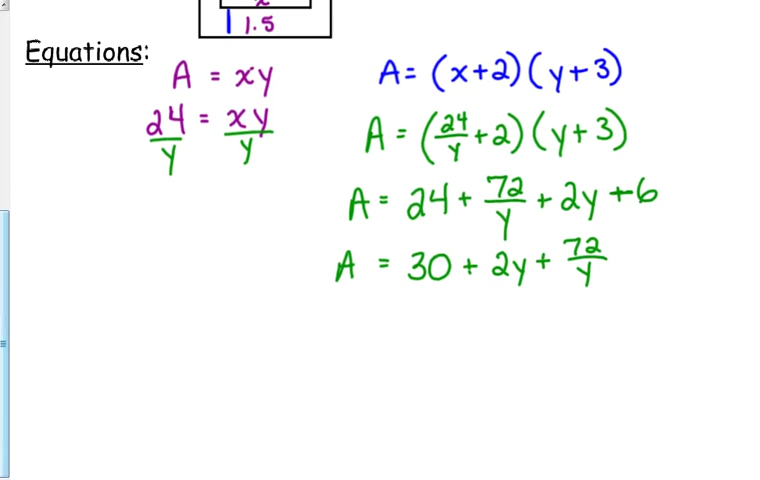 1.5
Equations:
A = xy
24/y = xy/y
A = (x+2)(y+3)
A = (24/y + 2)(y+3)
A = 24 + 72/y + 2y + 6
A = 30 + 2y + 72/y